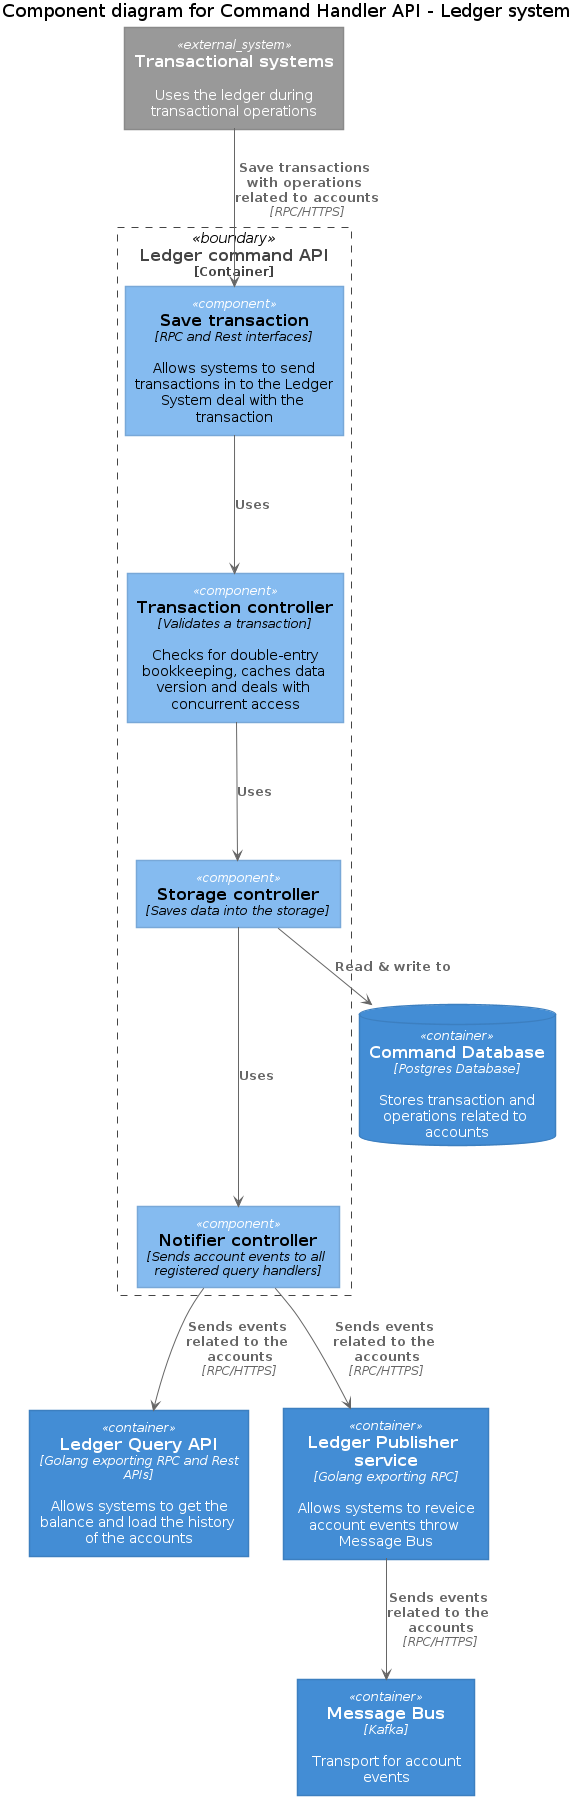 Component diagram for Command Handler API - Ledger system
«external_system»
Transactional systems
Uses the ledger during
transactional operations
Save transactions
with operations
related to accounts
[RPC/HTTPS]
«boundary»
Ledger command API
[Container]
«component»
Save transaction
[RPC and Rest interfaces]
Allows systems to send
transactions in to the Ledger
System deal with the
transaction
Uses
«component»
Transaction controller
[Validates a transaction]
Checks for double-entry
bookkeeping, caches data
version and deals with
concurrent access
Uses
«component»
Storage controller
[Saves data into the storage]
Read & write to
«container»
Command Database
[Postgres Database]
Stores transaction and
operations related to
accounts
Uses
«component»
Notifier controller
[Sends account events to all
registered query handlers]
Sends events
related to the
accounts
[RPC/HTTPS]
Sends events
related to the
accounts
[RPC/HTTPS]
«container»
Ledger Query API
[Golang exporting RPC and Rest
APIs]
Allows systems to get the
balance and load the history
of the accounts
«container»
Ledger Publisher
service
[Golang exporting RPC]
Allows systems to reveice
account events throw
Message Bus
Sends events
related to the
accounts
[RPC/HTTPS]
«container»
Message Bus
[Kafka]
Transport for account
events